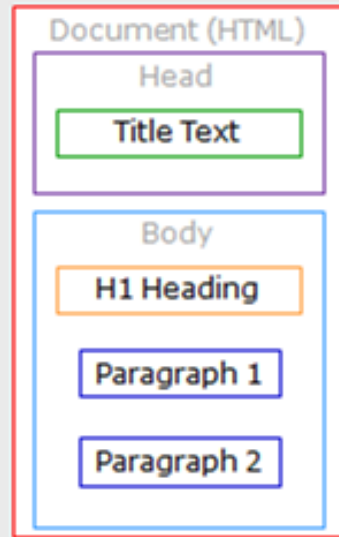 Document (HTML)
Head
Title Text
Body
H1 Heading
Paragraph 1
Paragraph 2